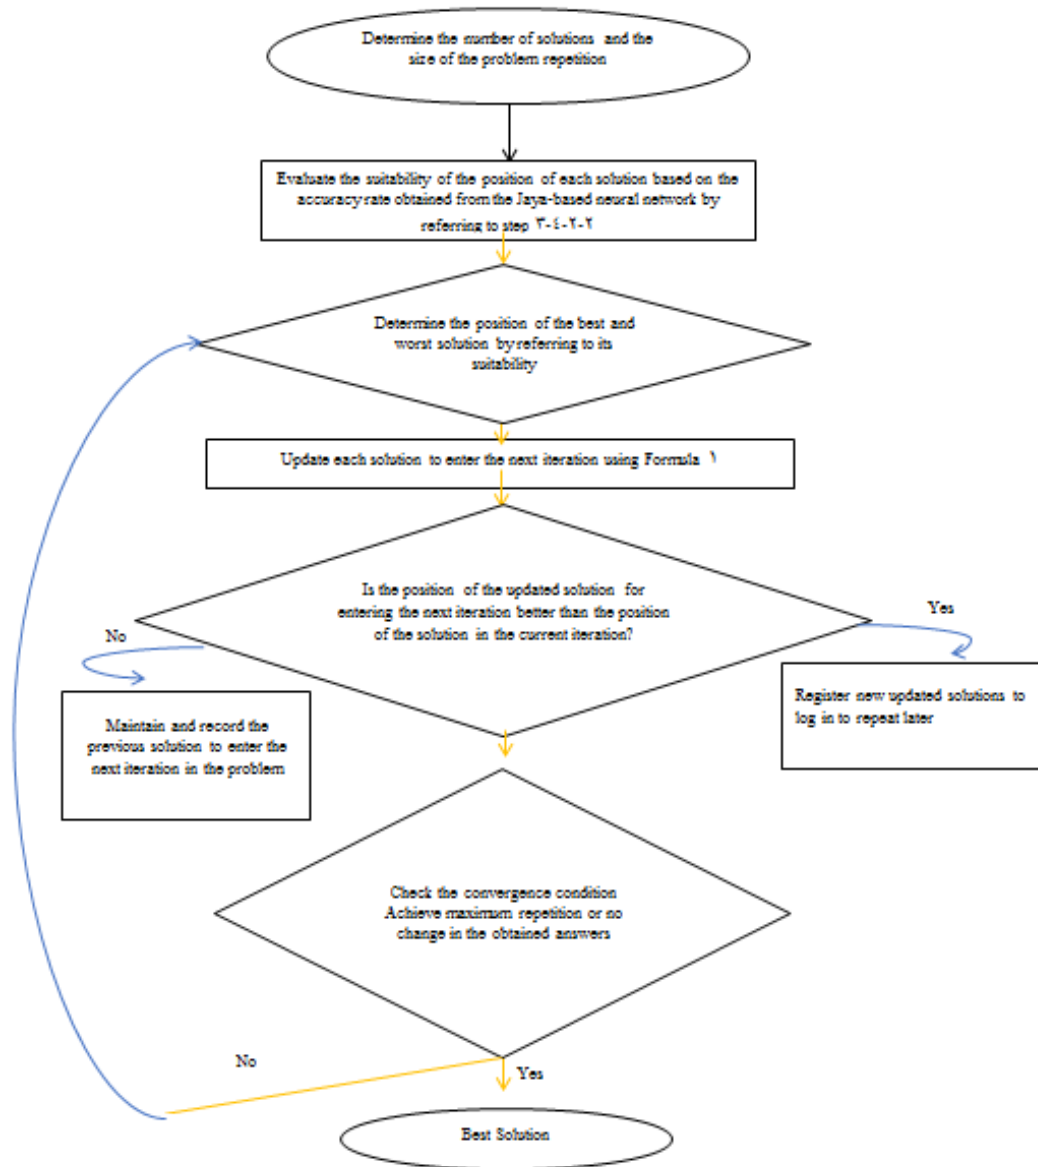 Determine the number of solutions and the
size of the problem repetition
Evaluate the suitability of the position of each solution based on the
accuracy rate obtained from the Jaya-based neural network by
referring to step ٣-٤-٢-٢
Determine the position of the best and
worst solution by referring to its
suitability
Update each solution to enter the next iteration using Formula ١
Is the position of the updated solution for
entering the next iteration better than the position
of the solution in the current iteration?
Yes
No
Register new updated solutions to
log in to repeat later
Maintain and record the
previous solution to enter the
next iteration in the problem
Check the convergence condition
Achieve maximum repetition or no
change in the obtained answers
No
Yes
Best Solution